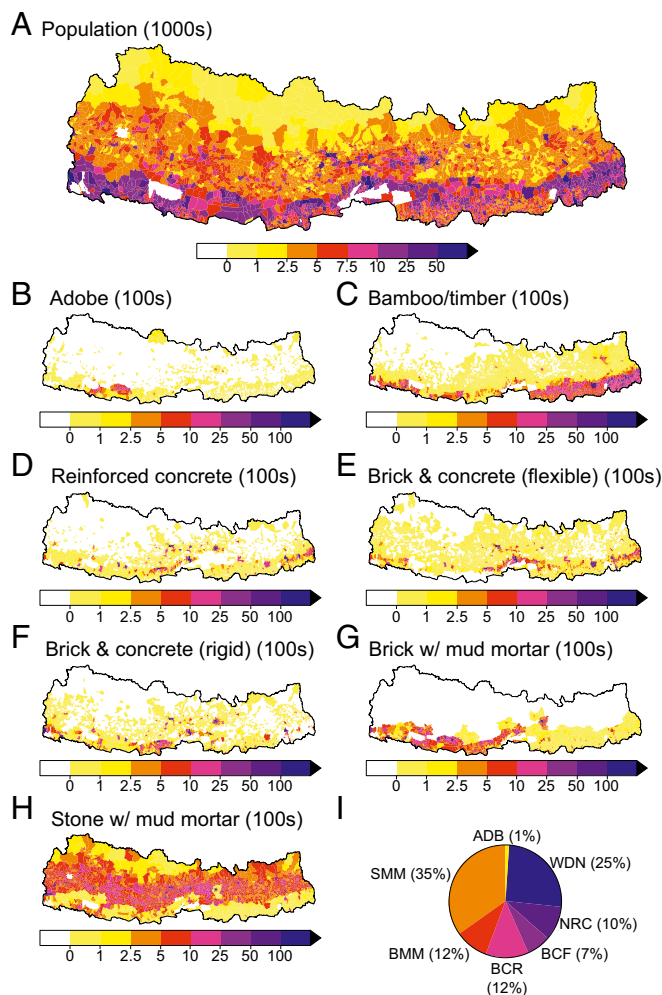 A Population (1000s)
0 1 2.5 5 7.5 10 25 50
B Adobe (100s)
0 1 2.5 5 10 25 50 100
C Bamboo/timber (100s)
0 1 2.5 5 10 25 50 100
D Reinforced concrete (100s)
0 1 2.5 5 10 25 50 100
E Brick & concrete (flexible) (100s)
0 1 2.5 5 10 25 50 100
F Brick & concrete (rigid) (100s)
0 1 2.5 5 10 25 50 100
G Brick w/ mud mortar (100s)
0 1 2.5 5 10 25 50 100
H Stone w/ mud mortar (100s)
0 1 2.5 5 10 25 50 100
I
ADB (1%)
WDN (25%)
SMM (35%)
NRC (10%)
BMM (12%)
BCF (7%)
BCR
(12%)